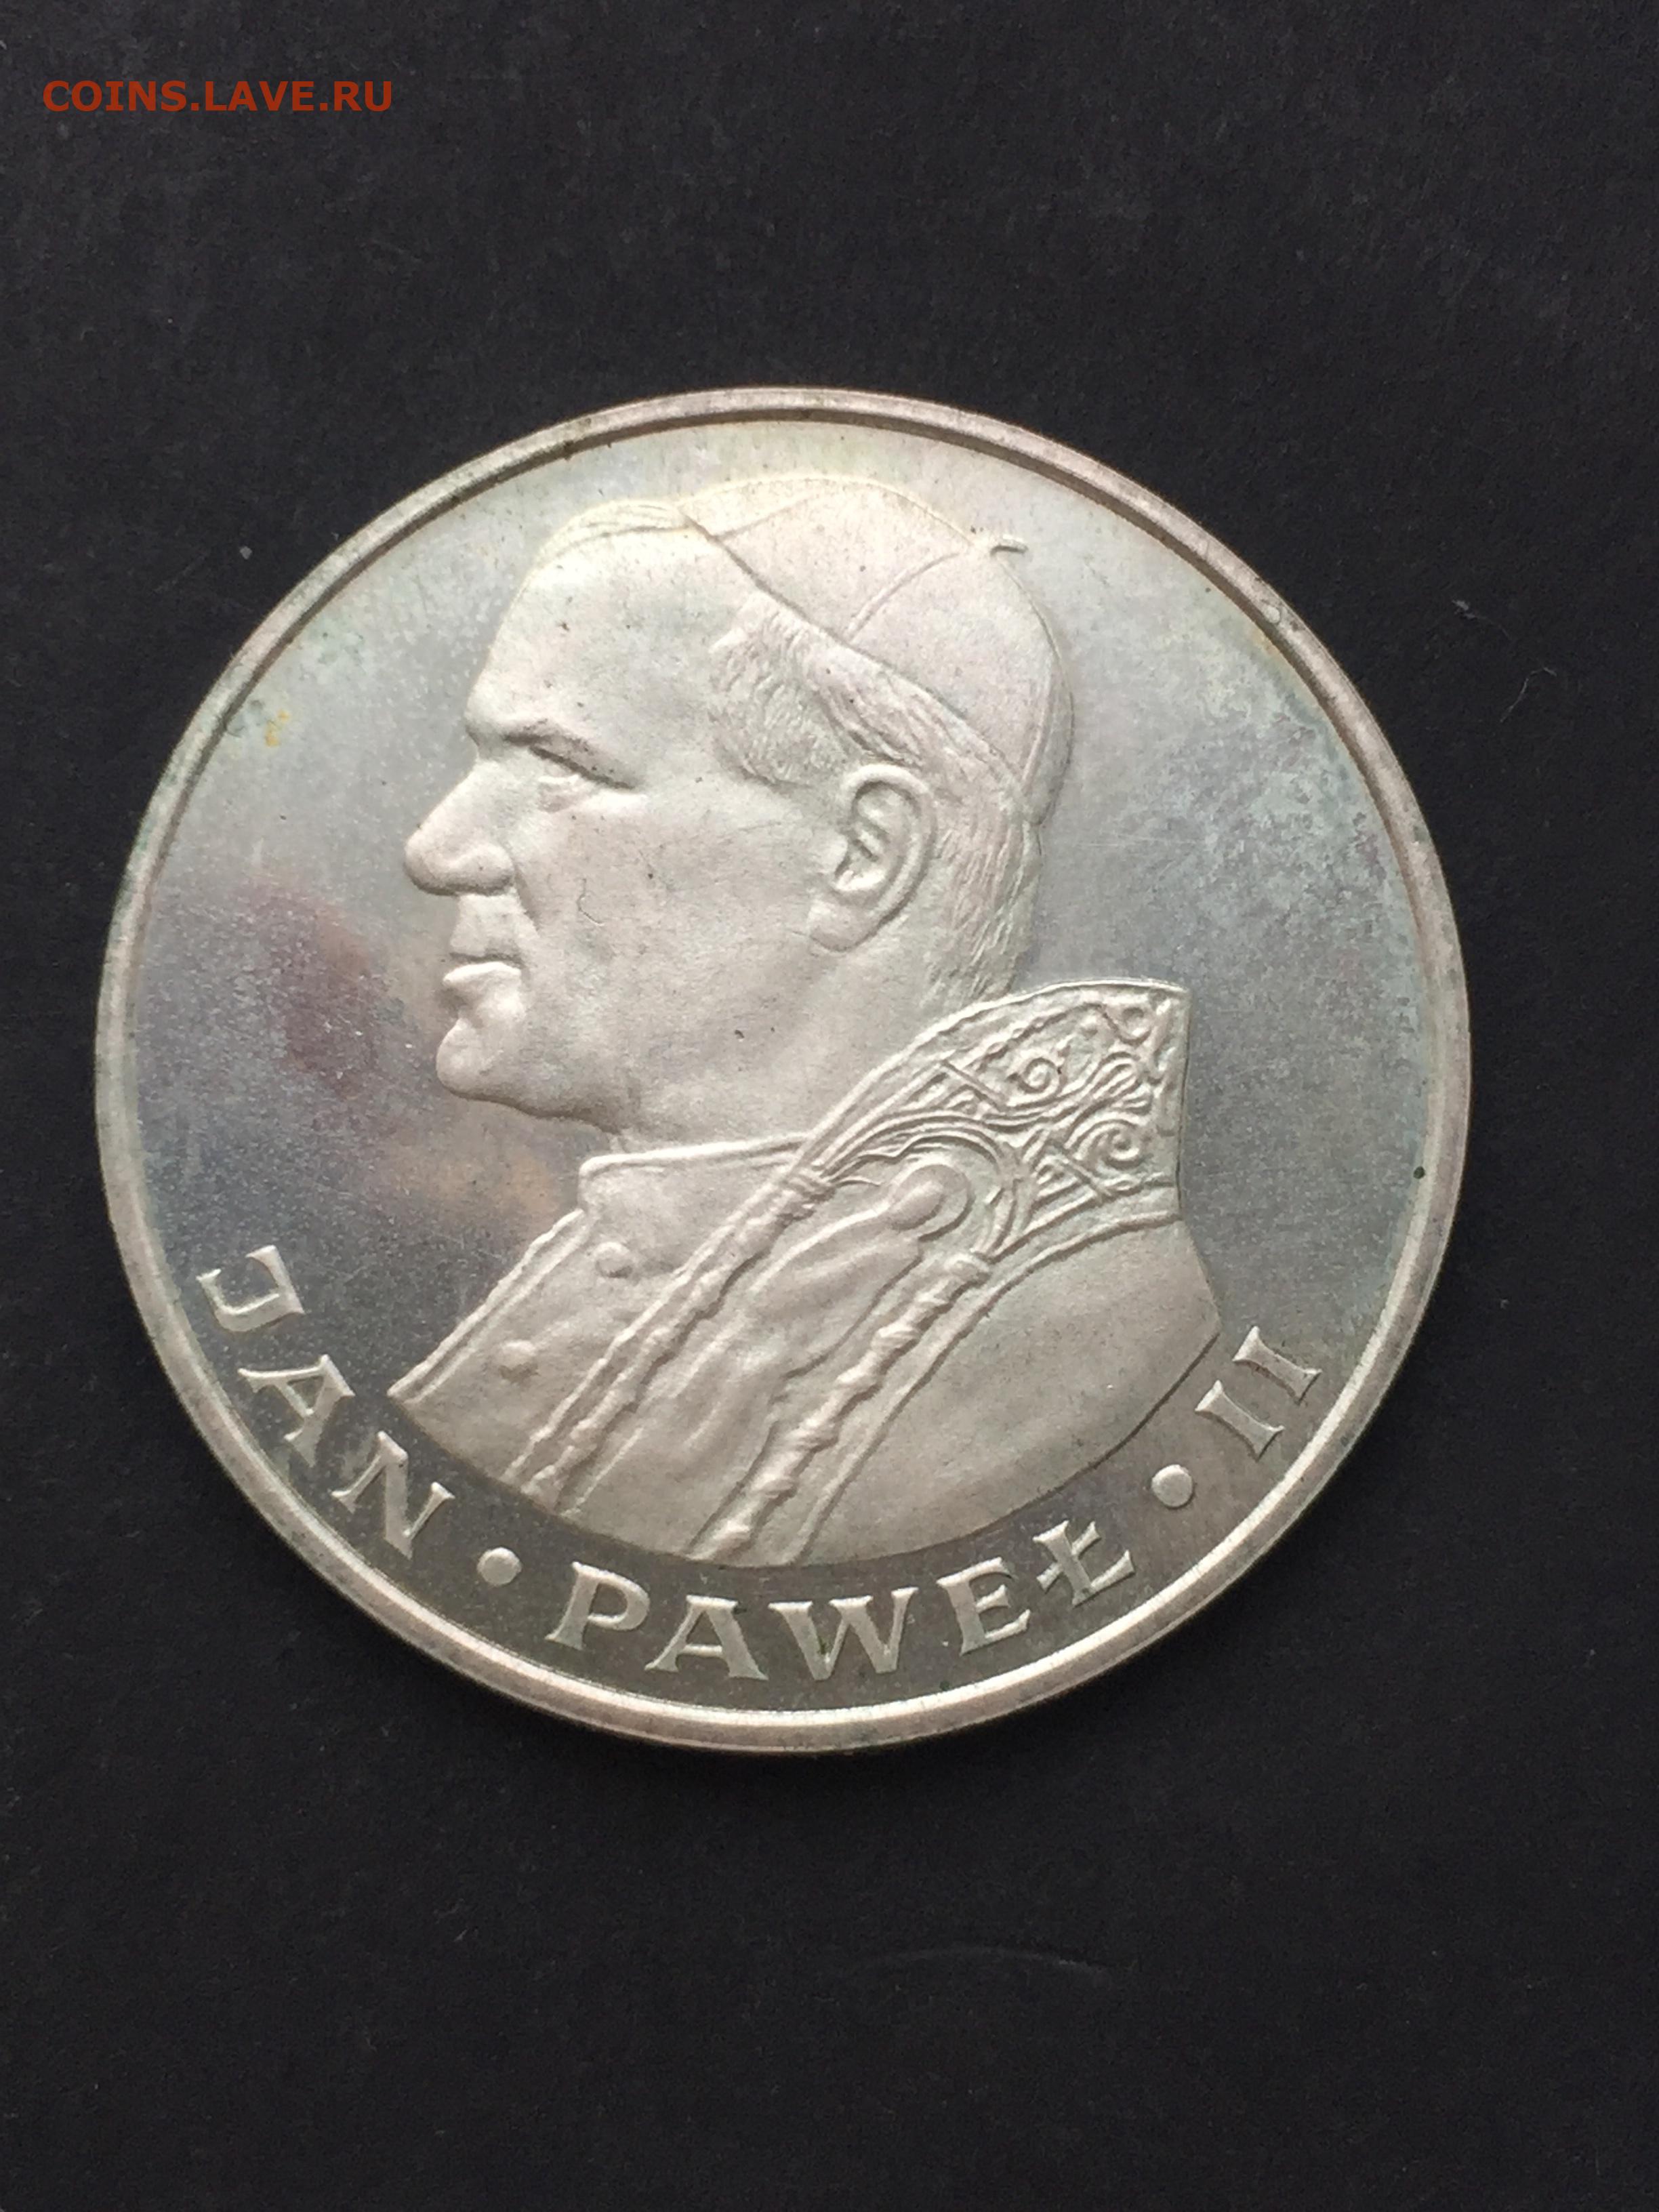 COINS.LAVE.RU
JAN • PAWEŁ • II